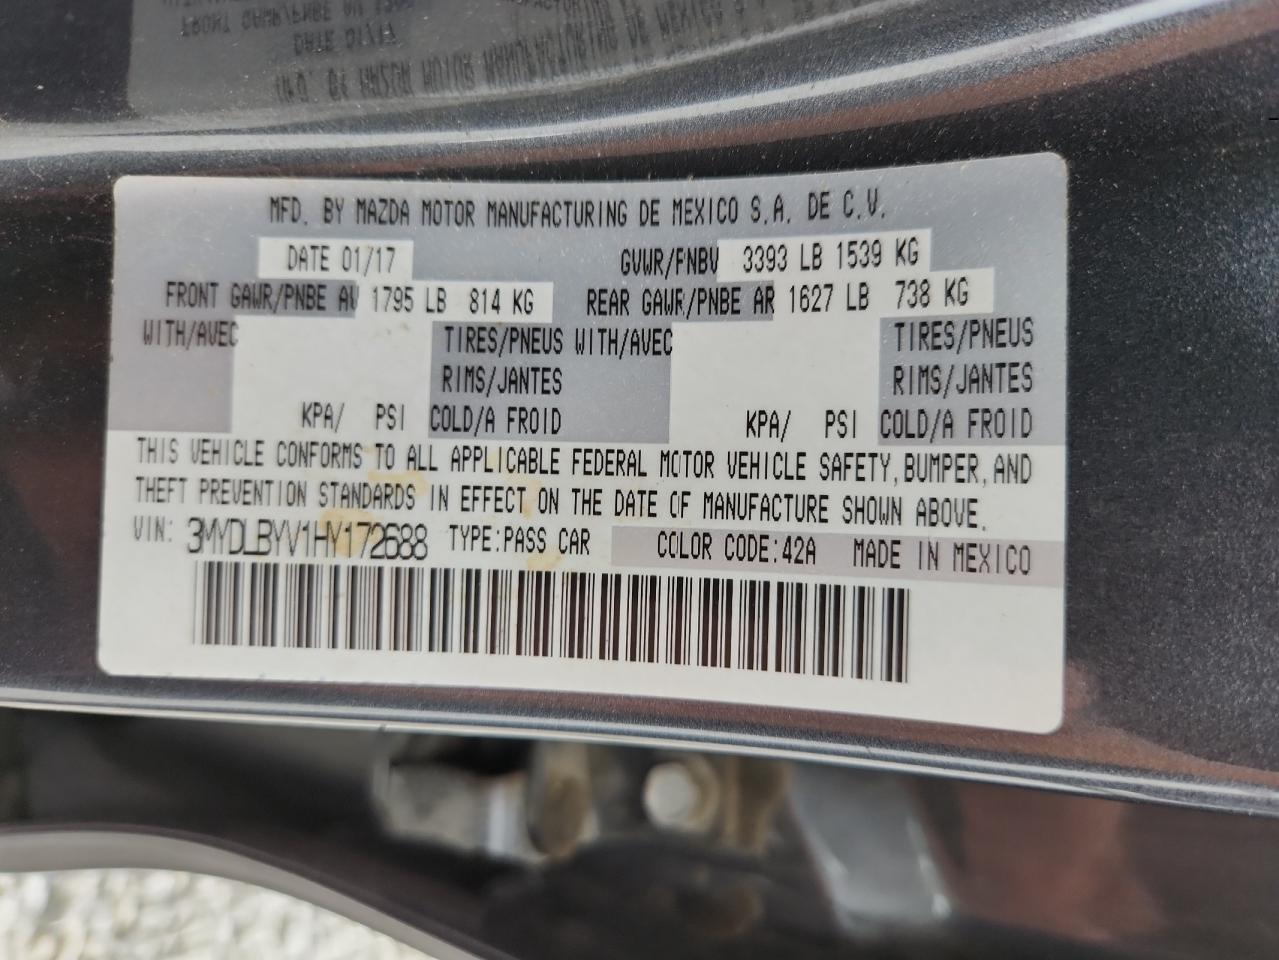 MFD. BY MAZDA MOTOR MANUFACTURING DE MEXICO S.A. DE C.V.
DATE 01/17 GVWR/PNBV 3393 LB 1539 KG
FRONT GAWR/PNBE AV 1795 LB 814 KG REAR GAWR/PNBE AR 1627 LB 738 KG
WITH/AVEC TIRES/PNEUS WITH/AVEC TIRES/PNEUS
RIMS/JANTES RIMS/JANTES
KPA/ PSI COLD/A FROID KPA/ PSI COLD/A FROID
THIS VEHICLE CONFORMS TO ALL APPLICABLE FEDERAL MOTOR VEHICLE SAFETY, BUMPER, AND
THEFT PREVENTION STANDARDS IN EFFECT ON THE DATE OF MANUFACTURE SHOWN ABOVE.
VIN: 3MYDLBYV1HY172688 TYPE:PASS CAR COLOR CODE:42A MADE IN MEXICO